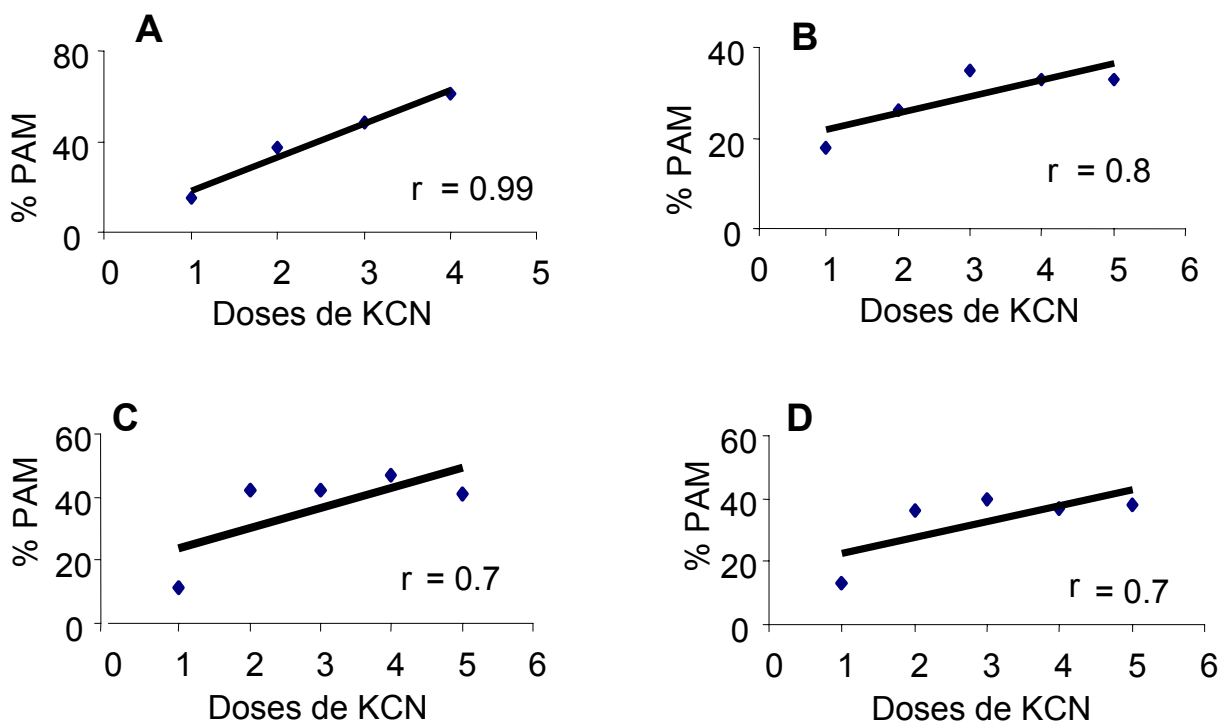 A
80
40
0
% PAM
r = 0.99
0 1 2 3 4 5
Doses de KCN
B
40
20
0
% PAM
r = 0.8
0 1 2 3 4 5 6
Doses de KCN
C
60
40
20
0
% PAM
r = 0.7
0 1 2 3 4 5 6
Doses de KCN
D
60
40
20
0
% PAM
r = 0.7
0 1 2 3 4 5 6
Doses de KCN